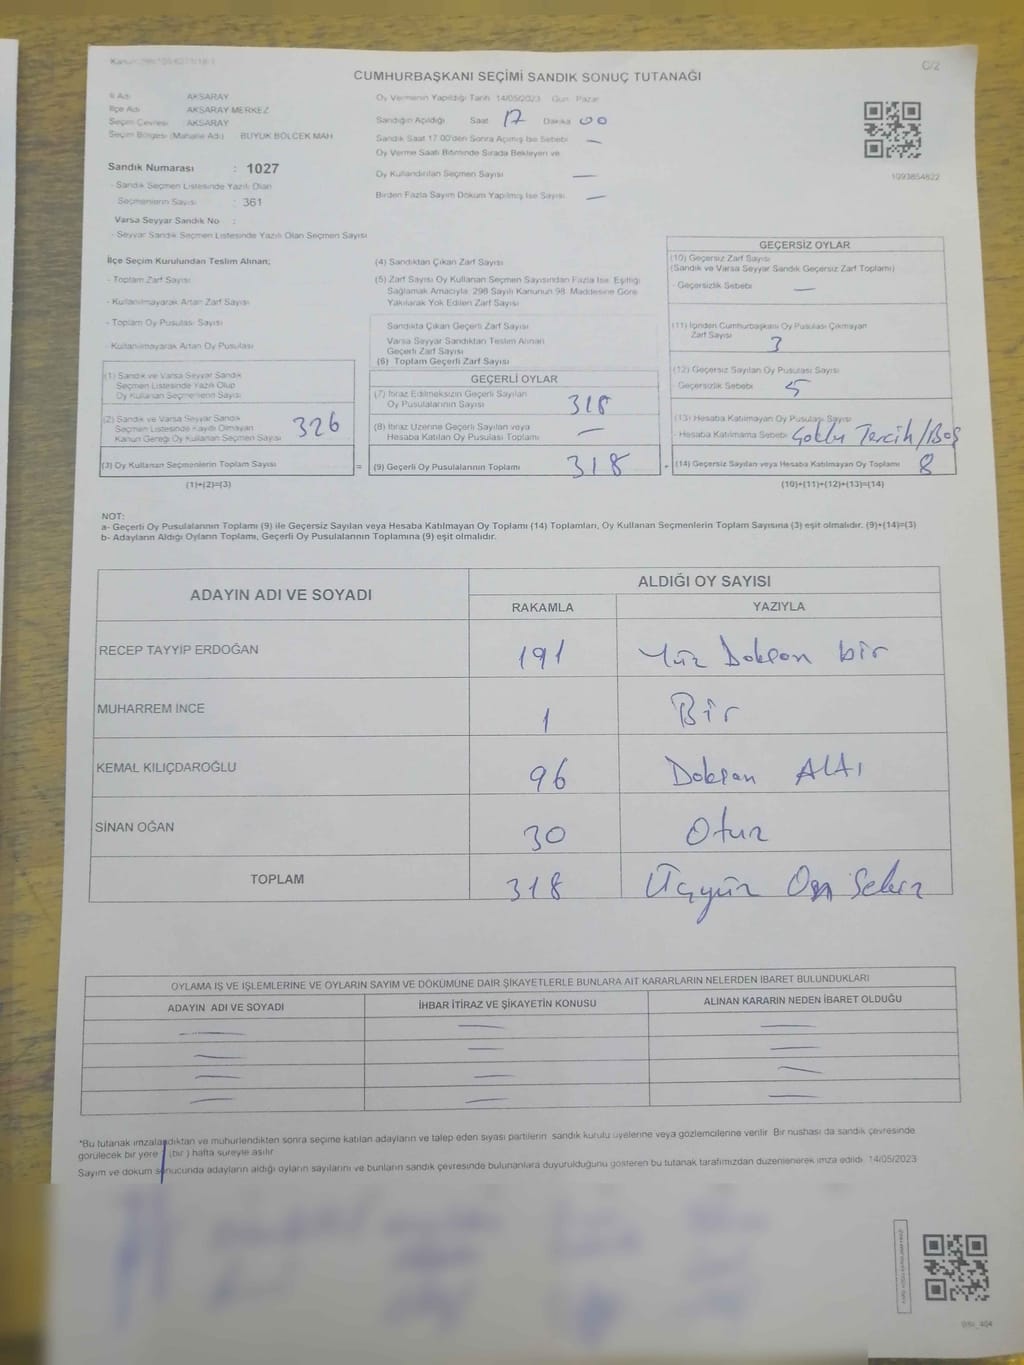 C/2
CUMHURBAŞKANI SEÇİMİ SANDIK SONUÇ TUTANAĞI
İl Adı AKSARAY
İlçe Adı AKSARAY MERKEZ
Seçim Çevresi AKSARAY
Seçim Bölgesi (Mahalle Adı) BÜYÜK BÖLCEK MAH
Sandık Numarası : 1027
- Sandık Seçmen Listesinde Yazılı Olan
Seçmenlerin Sayısı : 361
Varsa Seyyar Sandık No :
- Seyyar Sandık Seçmen Listesinde Yazılı Olan Seçmen Sayısı
Oy Vermenin Yapıldığı Tarih 14/05/2023 Gün Pazar
Sandığın Açıldığı Saat 17 Dakika 00
Sandık Saat 17.00'den Sonra Açılmış İse Sebebi —
Oy Verme Saati Bitiminde Sırada Bekleyen ve
Oy Kullandırılan Seçmen Sayısı —
Birden Fazla Sayım Döküm Yapılmış İse Sayısı —
1093854822
İlçe Seçim Kurulundan Teslim Alınan;
- Toplam Zarf Sayısı
- Kullanılmayarak Artan Zarf Sayısı
- Toplam Oy Pusulası Sayısı
- Kullanılmayarak Artan Oy Pusulası
(1) Sandık ve Varsa Seyyar Sandık
Seçmen Listesinde Yazılı Olup
Oy Kullanan Seçmenlerin Sayısı
(2) Sandık ve Varsa Seyyar Sandık
Seçmen Listesinde Kayıtlı Olmayan
Kanun Gereği Oy Kullanan Seçmen Sayısı 326
(3) Oy Kullanan Seçmenlerin Toplam Sayısı
(1)+(2)=(3)
(4) Sandıktan Çıkan Zarf Sayısı
(5) Zarf Sayısı Oy Kullanan Seçmen Sayısından Fazla İse, Eşitliği
Sağlamak Amacıyla, 298 Sayılı Kanunun 98. Maddesine Göre
Yakılarak Yok Edilen Zarf Sayısı
Sandıkta Çıkan Geçerli Zarf Sayısı
Varsa Seyyar Sandıktan Teslim Alınan
Geçerli Zarf Sayısı
(6) Toplam Geçerli Zarf Sayısı
GEÇERLİ OYLAR
(7) İtiraz Edilmeksizin Geçerli Sayılan
Oy Pusulalarının Sayısı 318
(8) İtiraz Üzerine Geçerli Sayılan veya
Hesaba Katılan Oy Pusulası Toplamı —
= (9) Geçerli Oy Pusulalarının Toplamı 318 +
GEÇERSİZ OYLAR
(10) Geçersiz Zarf Sayısı
(Sandık ve Varsa Seyyar Sandık Geçersiz Zarf Toplamı)
- Geçersizlik Sebebi —
(11) İçinden Cumhurbaşkanı Oy Pusulası Çıkmayan
Zarf Sayısı 3
(12) Geçersiz Sayılan Oy Pusulası Sayısı
- Geçersizlik Sebebi 5
(13) Hesaba Katılmayan Oy Pusulası Sayısı
- Hesaba Katılmama Sebebi Çoklu Tercih/Boş
(14) Geçersiz Sayılan veya Hesaba Katılmayan Oy Toplamı 8
(10)+(11)+(12)+(13)=(14)
NOT:
a- Geçerli Oy Pusulalarının Toplamı (9) ile Geçersiz Sayılan veya Hesaba Katılmayan Oy Toplamı (14) Toplamları, Oy Kullanan Seçmenlerin Toplam Sayısına (3) eşit olmalıdır. (9)+(14)=(3)
b- Adayların Aldığı Oyların Toplamı, Geçerli Oy Pusulalarının Toplamına (9) eşit olmalıdır.
ADAYIN ADI VE SOYADI ALDIĞI OY SAYISI
RAKAMLA YAZIYLA
RECEP TAYYİP ERDOĞAN 191 Yüz Doksan bir
MUHARREM İNCE 1 Bir
KEMAL KILIÇDAROĞLU 96 Doksan Altı
SİNAN OĞAN 30 Otuz
TOPLAM 318 Üçyüz On Sekiz
OYLAMA İŞ VE İŞLEMLERİNE VE OYLARIN SAYIM VE DÖKÜMÜNE DAİR ŞİKAYETLERLE BUNLARA AİT KARARLARIN NELERDEN İBARET BULUNDUKLARI
ADAYIN ADI VE SOYADI İHBAR İTİRAZ VE ŞİKAYETİN KONUSU ALINAN KARARIN NEDEN İBARET OLDUĞU
— — —
— — —
— — —
— — —
*Bu tutanak imzalandıktan ve mühürlendikten sonra seçime katılan adayların ve talep eden siyasi partilerin sandık kurulu üyelerine veya gözlemcilerine verilir. Bir nushası da sandık çevresinde
görülecek bir yere (bir) hafta süreyle asılır
Sayım ve döküm sonucunda adayların aldığı oyların sayılarını ve bunların sandık çevresinde bulunanlara duyurulduğunu gösteren bu tutanak tarafımızdan düzenlenerek imza edildi. 14/05/2023